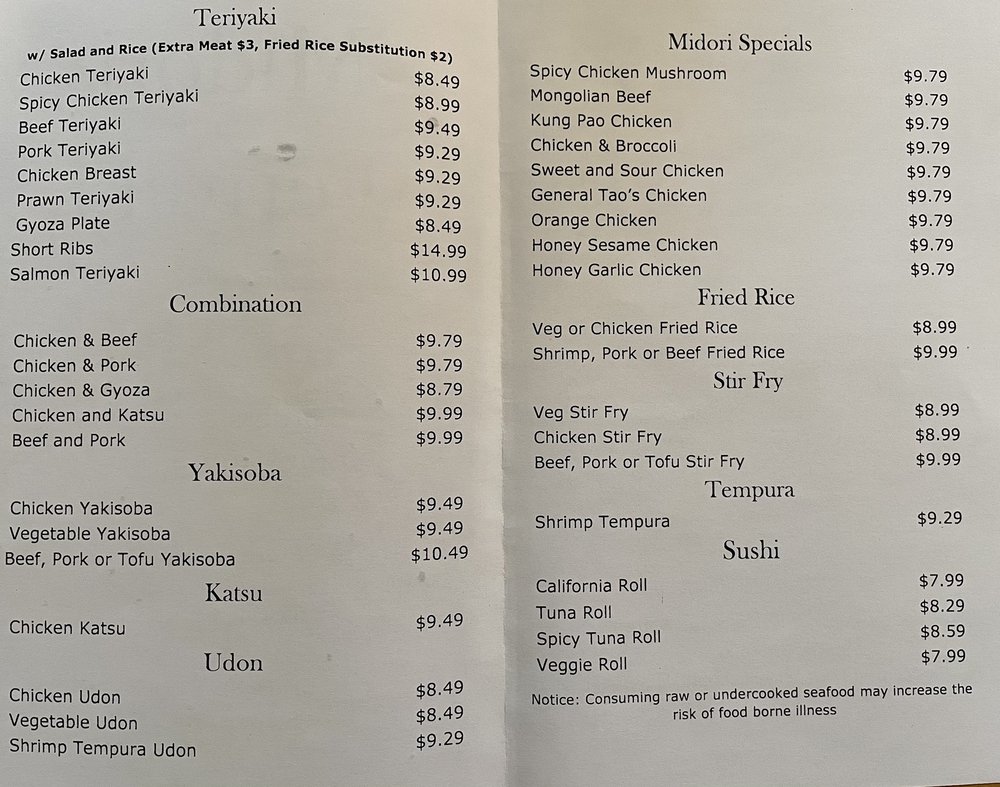 Teriyaki
w/ Salad and Rice (Extra Meat $3, Fried Rice Substitution $2)
Chicken Teriyaki $8.49
Spicy Chicken Teriyaki $8.99
Beef Teriyaki $9.49
Pork Teriyaki $9.29
Chicken Breast $9.29
Prawn Teriyaki $9.29
Gyoza Plate $8.49
Short Ribs $14.99
Salmon Teriyaki $10.99
Combination
Chicken & Beef $9.79
Chicken & Pork $9.79
Chicken & Gyoza $8.79
Chicken and Katsu $9.99
Beef and Pork $9.99
Yakisoba
Chicken Yakisoba $9.49
Vegetable Yakisoba $9.49
Beef, Pork or Tofu Yakisoba $10.49
Katsu
Chicken Katsu $9.49
Udon
Chicken Udon $8.49
Vegetable Udon $8.49
Shrimp Tempura Udon $9.29
Midori Specials
Spicy Chicken Mushroom $9.79
Mongolian Beef $9.79
Kung Pao Chicken $9.79
Chicken & Broccoli $9.79
Sweet and Sour Chicken $9.79
General Tao's Chicken $9.79
Orange Chicken $9.79
Honey Sesame Chicken $9.79
Honey Garlic Chicken $9.79
Fried Rice
Veg or Chicken Fried Rice $8.99
Shrimp, Pork or Beef Fried Rice $9.99
Stir Fry
Veg Stir Fry $8.99
Chicken Stir Fry $8.99
Beef, Pork or Tofu Stir Fry $9.99
Tempura
Shrimp Tempura $9.29
Sushi
California Roll $7.99
Tuna Roll $8.29
Spicy Tuna Roll $8.59
Veggie Roll $7.99
Notice: Consuming raw or undercooked seafood may increase the
risk of food borne illness